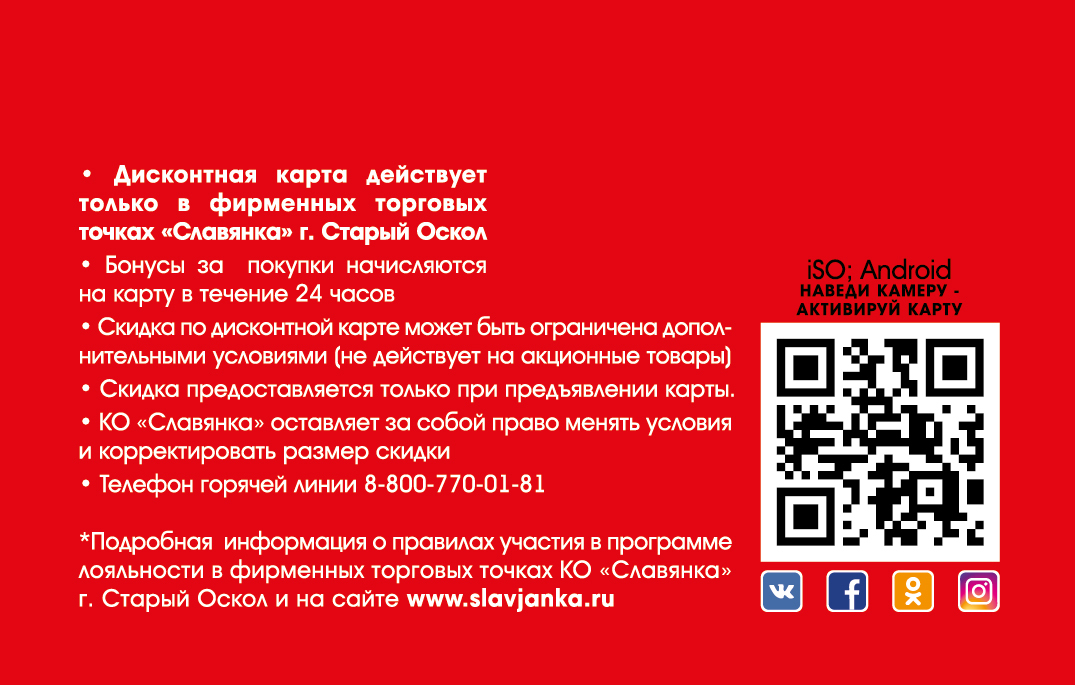 • Дисконтная карта действует
только в фирменных торговых
точках «Славянка» г. Старый Оскол
• Бонусы за покупки начисляются
на карту в течение 24 часов
• Скидка по дисконтной карте может быть ограничена допол-
нительными условиями (не действует на акционные товары)
• Скидка предоставляется только при предъявлении карты.
• КО «Славянка» оставляет за собой право менять условия
и корректировать размер скидки
• Телефон горячей линии 8-800-770-01-81
*Подробная информация о правилах участия в программе
лояльности в фирменных торговых точках КО «Славянка»
г. Старый Оскол и на сайте www.slavjanka.ru
iSO; Android
НАВЕДИ КАМЕРУ -
АКТИВИРУЙ КАРТУ